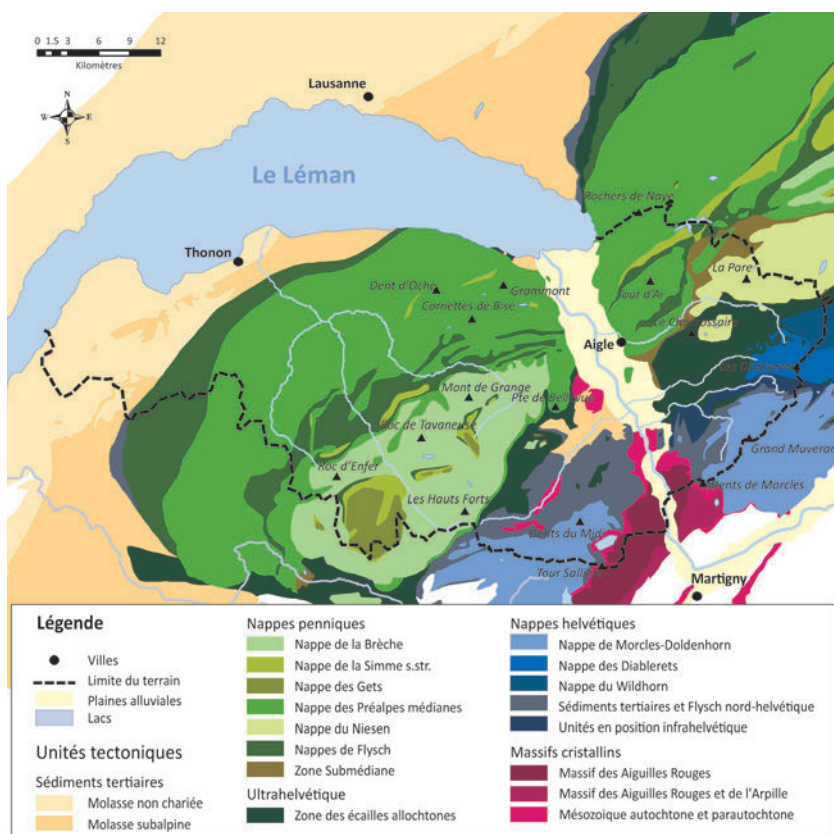 0 1.5 3 6 9 12
Kilomètres
N
W E
S
Lausanne
Le Léman
Thonon
Rochers de Naye
Dent d'Oche
Grammont
Cornettes de Bise
Tour d'Aï
La Pare
Aigle
Mont de Grange
Pte de Bellevue
Roc de Tavaneuse
Roc d'Enfer
Les Hauts Forts
Grand Muveran
Dents de Morcles
Dents du Midi
Tour Sallière
Martigny
Légende
Villes
Limite du terrain
Plaines alluviales
Lacs
Unités tectoniques
Sédiments tertiaires
Molasse non chariée
Molasse subalpine
Nappes penniques
Nappe de la Brèche
Nappe de la Simme s.str.
Nappe des Gets
Nappe des Préalpes médianes
Nappe du Niesen
Nappes de Flysch
Zone Submédiane
Ultrahelvétique
Zone des écailles allochtones
Nappes helvétiques
Nappe de Morcles-Doldenhorn
Nappe des Diablerets
Nappe du Wildhorn
Sédiments tertiaires et Flysch nord-helvétique
Unités en position infrahelvétique
Massifs cristallins
Massif des Aiguilles Rouges
Massif des Aiguilles Rouges et de l'Arpille
Mésozoique autochtone et parautochtone